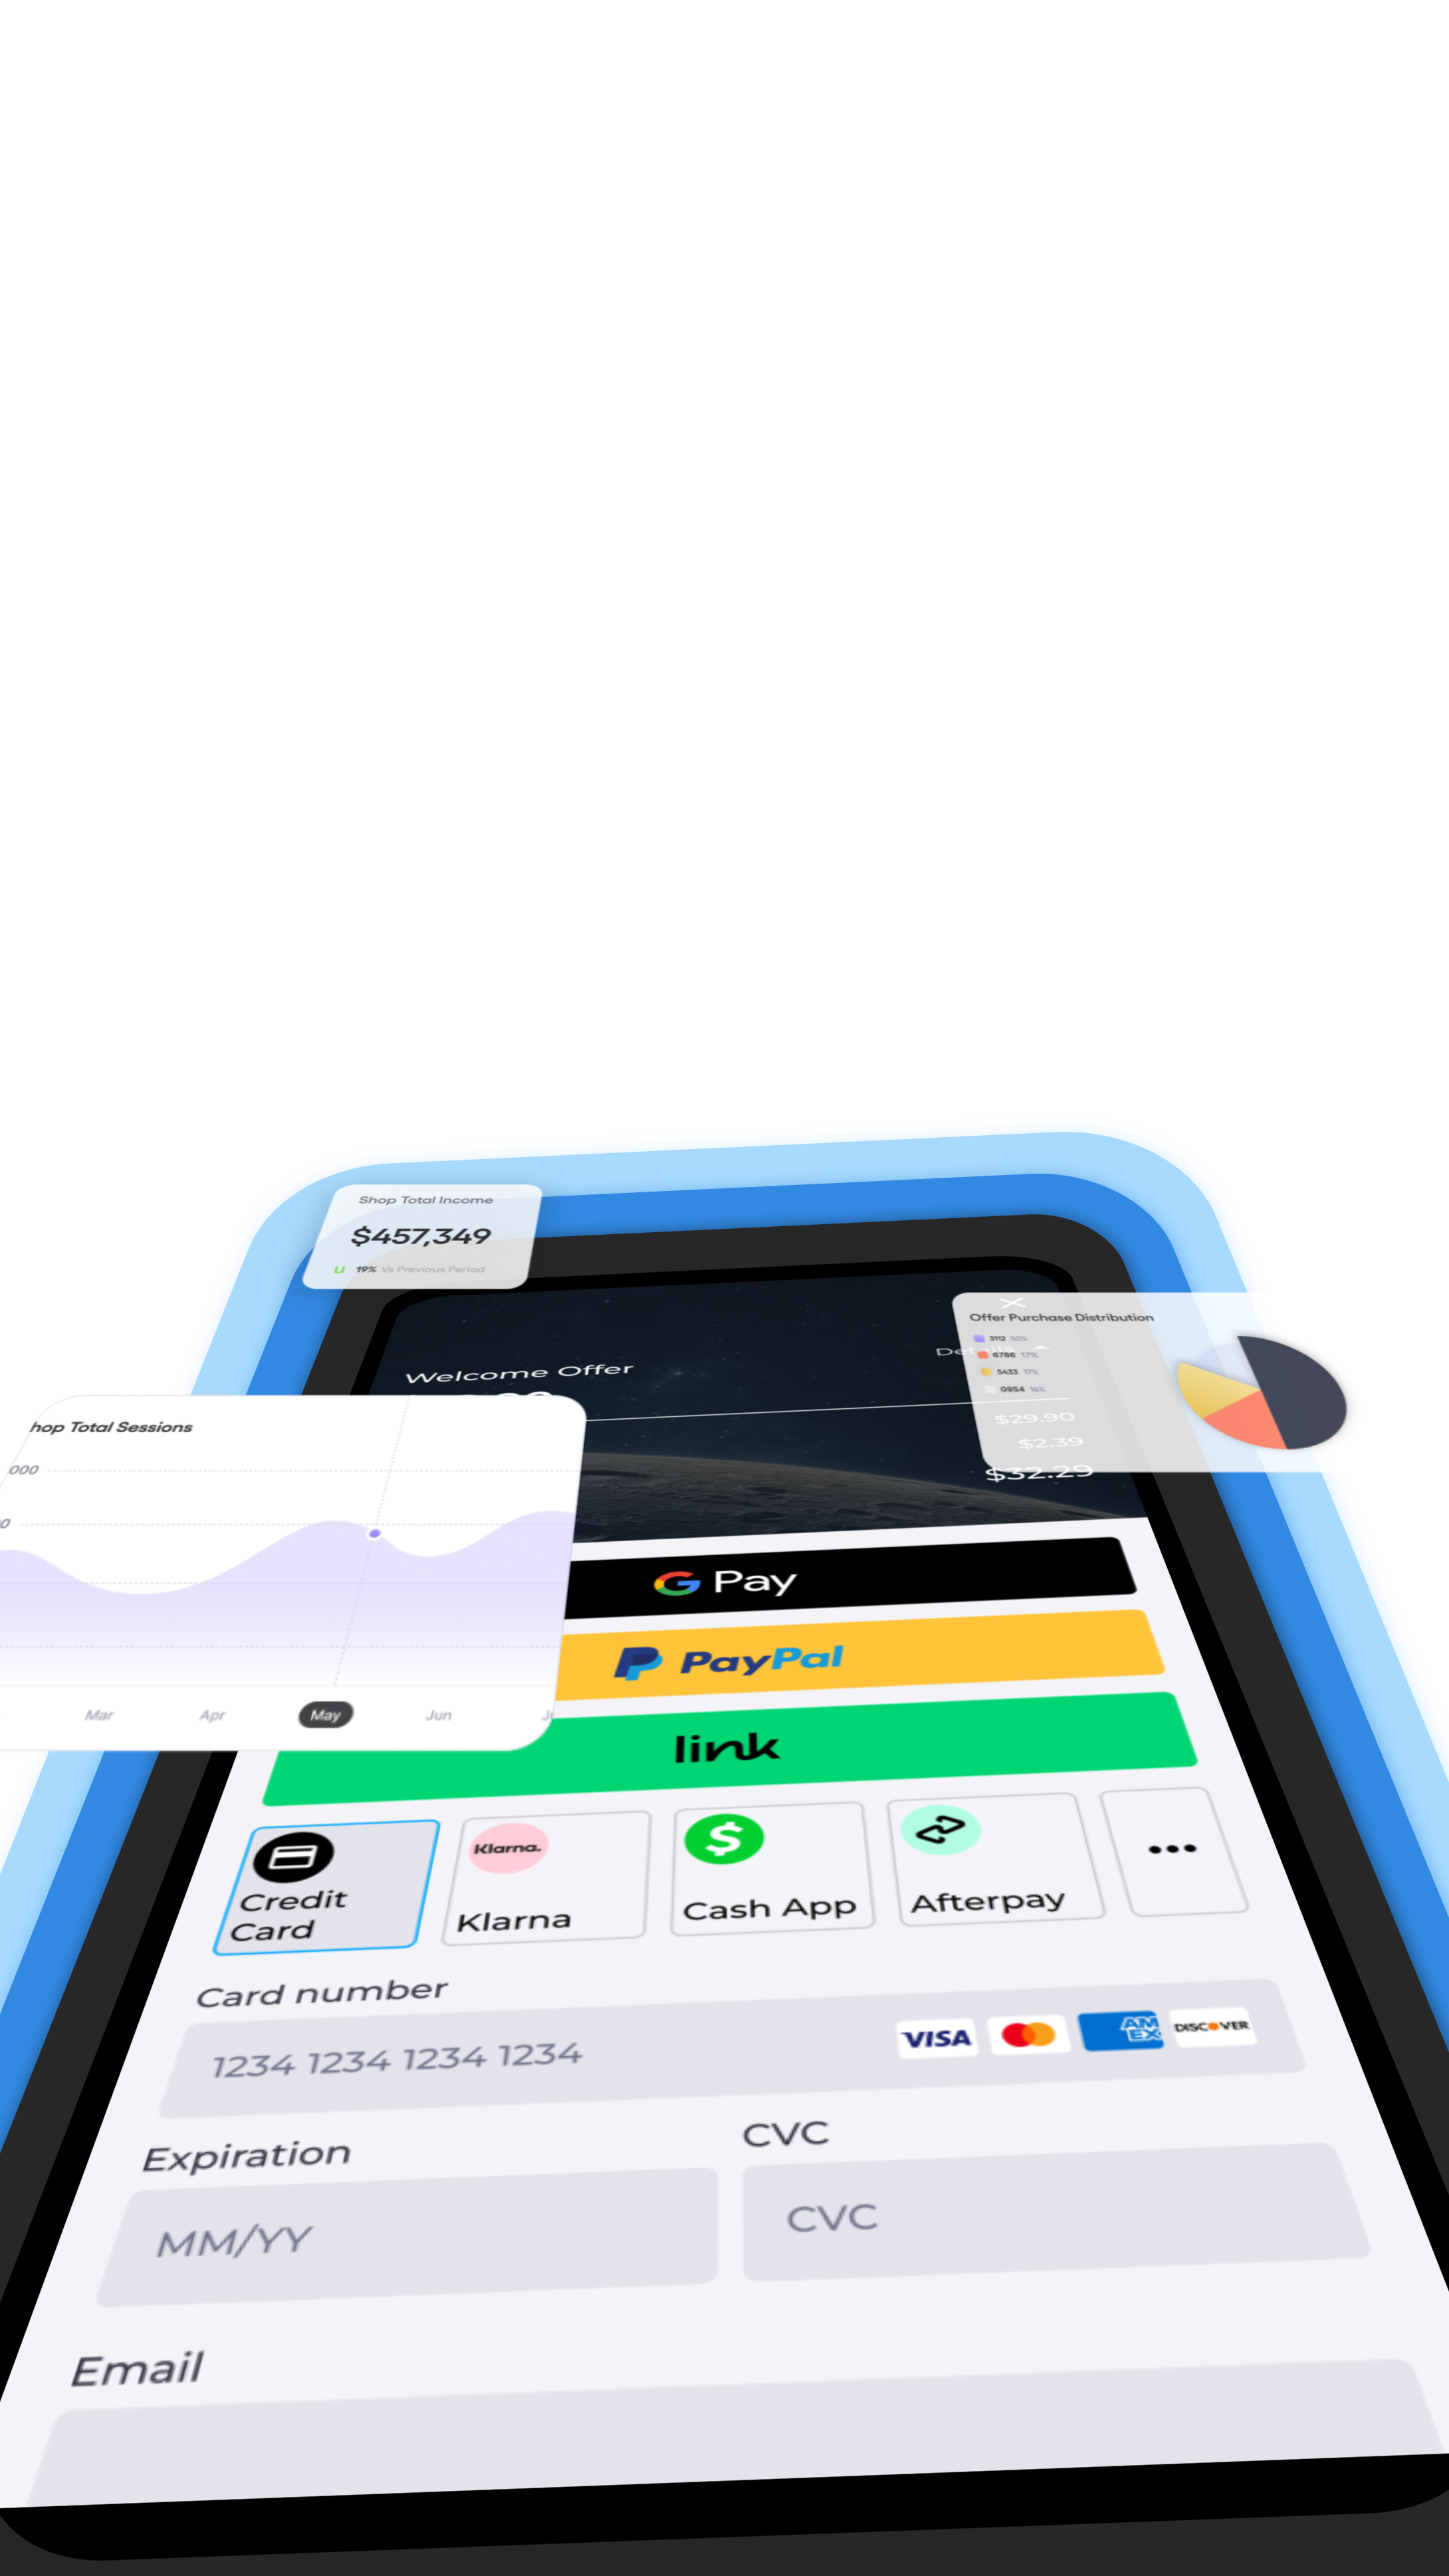 Shop Total Income
$457,349
19% Vs Previous Period
Offer Purchase Distribution
3112 50%
6786 17%
5433 17%
0954 16%
Welcome Offer
$29.90
$2.39
$32.29
hop Total Sessions
000
0
Mar Apr May Jun
G Pay
PayPal
link
Credit Card
Klarna.
Klarna
Cash App
Afterpay
Card number
1234 1234 1234 1234
VISA
AM EX
DISCOVER
Expiration
CVC
MM/YY
CVC
Email